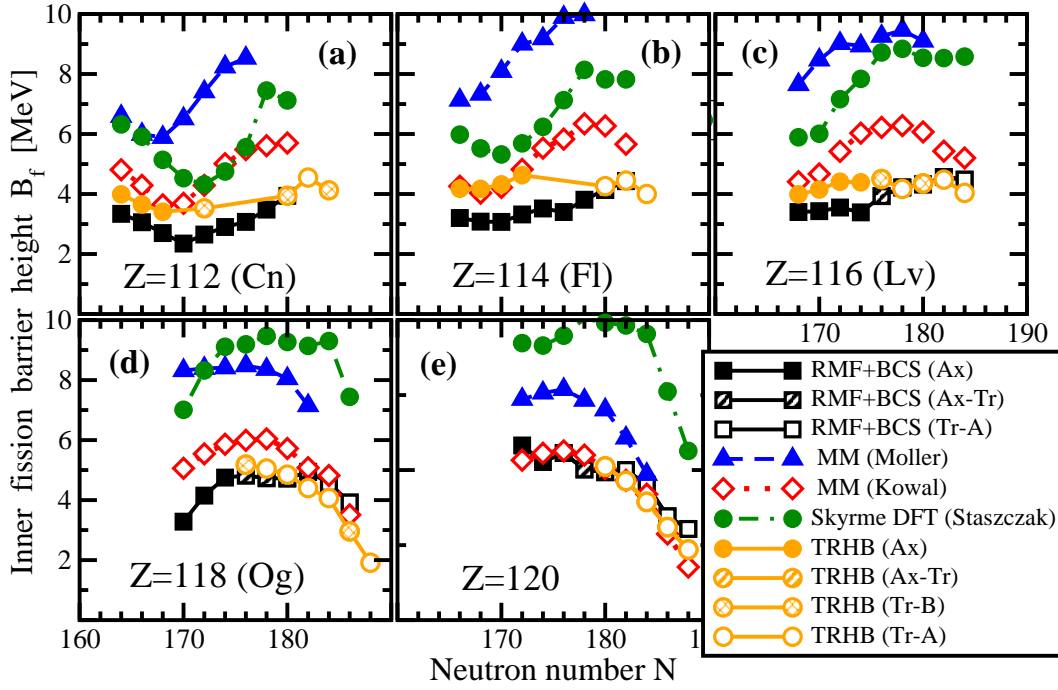 10
8
6
4
2
(a)
(b)
(c)
Z=112 (Cn)
Z=114 (Fl)
Z=116 (Lv)
170
180
190
Inner fission barrier height B_f [MeV]
10
8
6
4
2
(d)
(e)
Z=118 (Og)
Z=120
160
170
180
170
180
RMF+BCS (Ax)
RMF+BCS (Ax-Tr)
RMF+BCS (Tr-A)
MM (Moller)
MM (Kowal)
Skyrme DFT (Staszczak)
TRHB (Ax)
TRHB (Ax-Tr)
TRHB (Tr-B)
TRHB (Tr-A)
Neutron number N